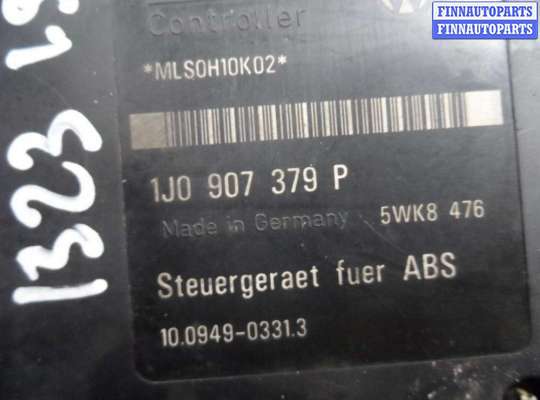 FINNAUTOPARTS
FINNAUTOPARTS
Controller
*MLS0H10K02*
1J0 907 379 P
Made in Germany 5WK8 476
Steuergeraet fuer ABS
10.0949-0331.3